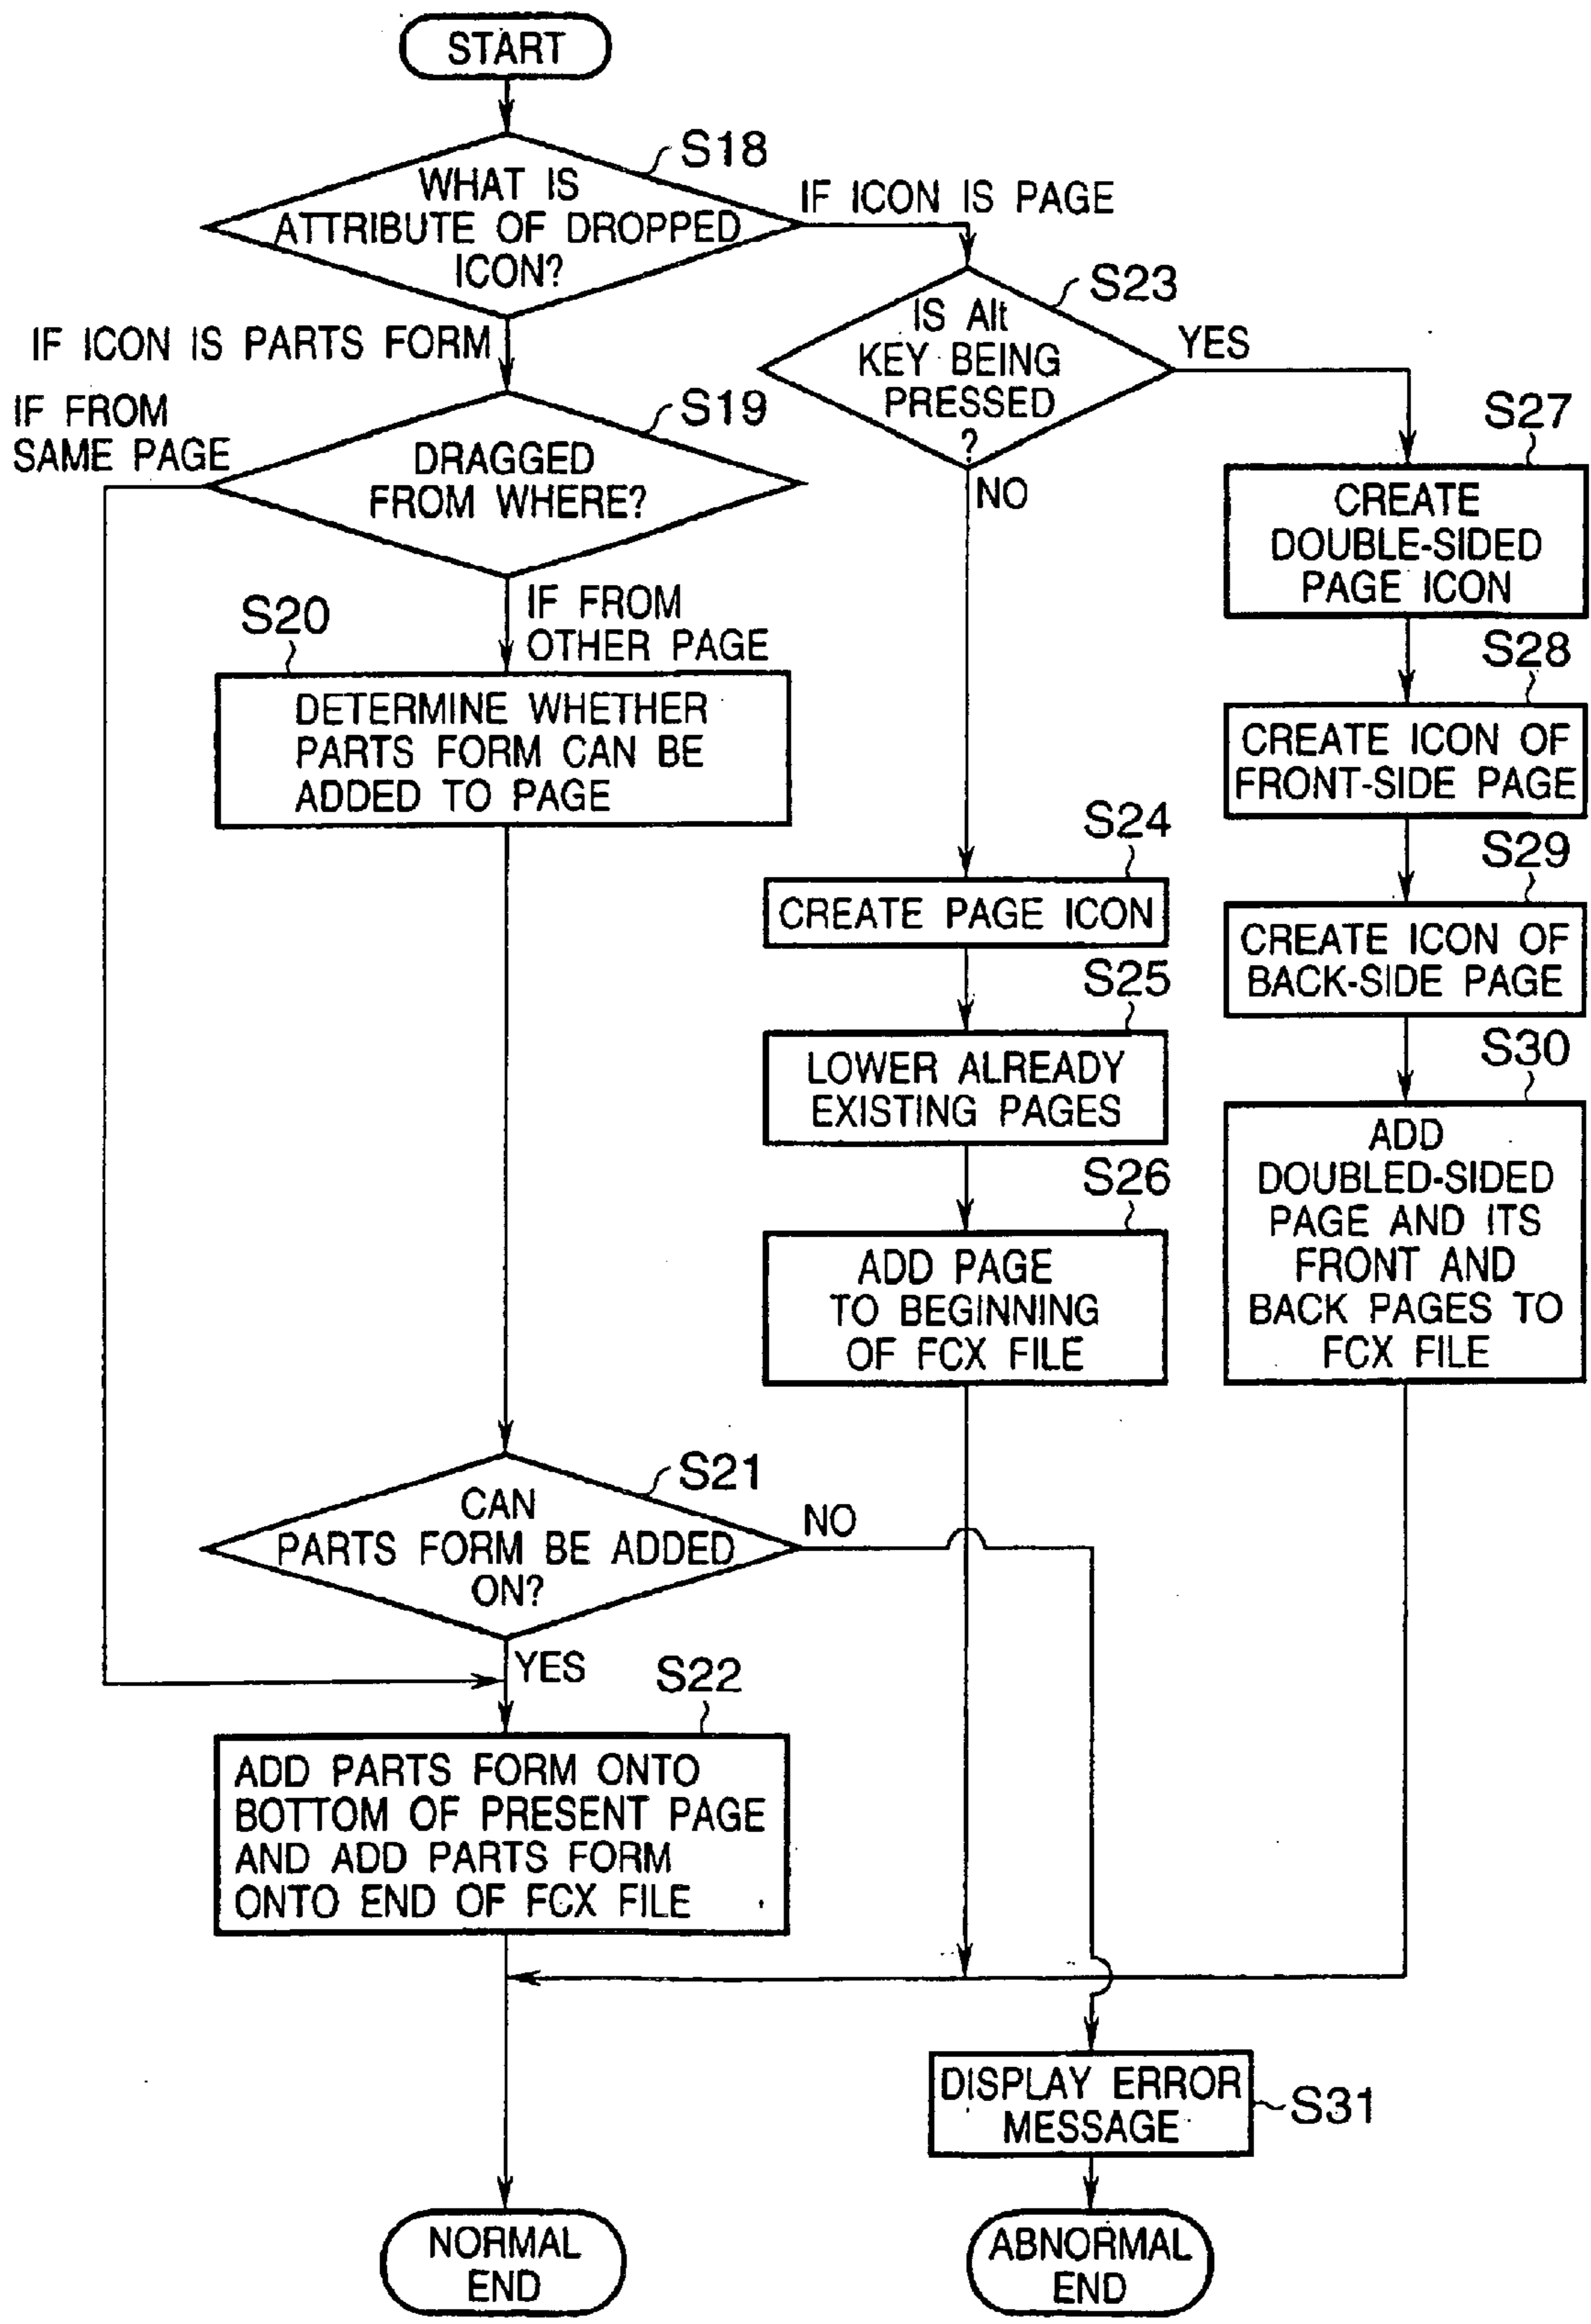 START
S18
WHAT IS
ATTRIBUTE OF DROPPED
ICON?
IF ICON IS PAGE
IF ICON IS PARTS FORM
S23
IS Alt
KEY BEING
PRESSED
?
YES
NO
IF FROM
SAME PAGE
S19
DRAGGED
FROM WHERE?
IF FROM
OTHER PAGE
S20
DETERMINE WHETHER
PARTS FORM CAN BE
ADDED TO PAGE
S27
CREATE
DOUBLE-SIDED
PAGE ICON
S28
CREATE ICON OF
FRONT-SIDE PAGE
S24
CREATE PAGE ICON
S29
CREATE ICON OF
BACK-SIDE PAGE
S25
LOWER ALREADY
EXISTING PAGES
S30
ADD
DOUBLED-SIDED
PAGE AND ITS
FRONT AND
BACK PAGES TO
FCX FILE
S26
ADD PAGE
TO BEGINNING
OF FCX FILE
S21
CAN
PARTS FORM BE ADDED
ON?
NO
YES
S22
ADD PARTS FORM ONTO
BOTTOM OF PRESENT PAGE
AND ADD PARTS FORM
ONTO END OF FCX FILE
DISPLAY ERROR
MESSAGE
S31
NORMAL
END
ABNORMAL
END